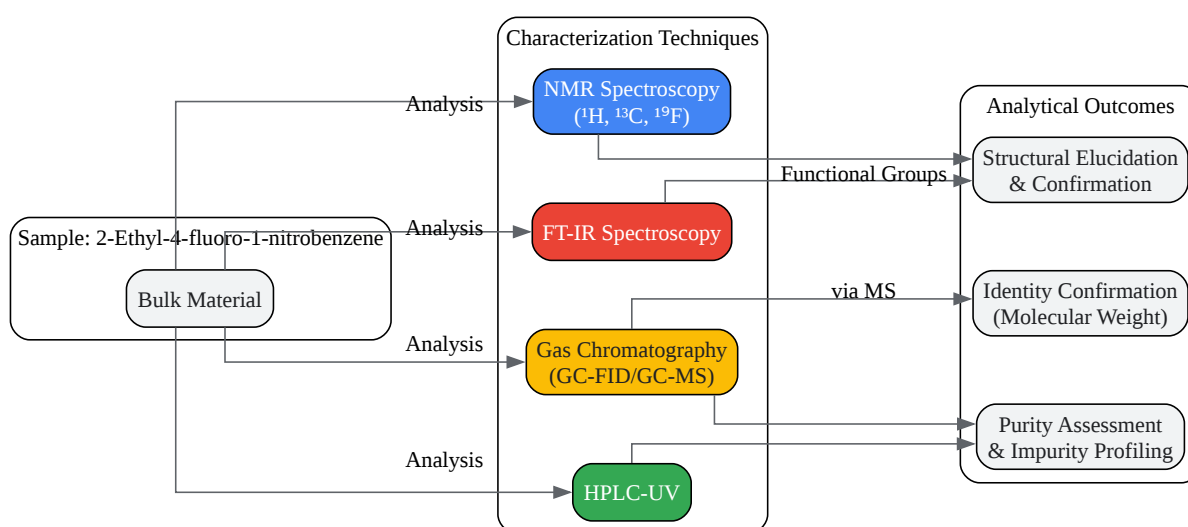 Characterization Techniques
NMR Spectroscopy
(¹H, ¹³C, ¹⁹F)
Analysis
Analytical Outcomes
Structural Elucidation
& Confirmation
Functional Groups
Sample: 2-Ethyl-4-fluoro-1-nitrobenzene
Analysis
FT-IR Spectroscopy
Bulk Material
via MS
Identity Confirmation
(Molecular Weight)
Analysis
Gas Chromatography
(GC-FID/GC-MS)
Purity Assessment
& Impurity Profiling
Analysis
HPLC-UV